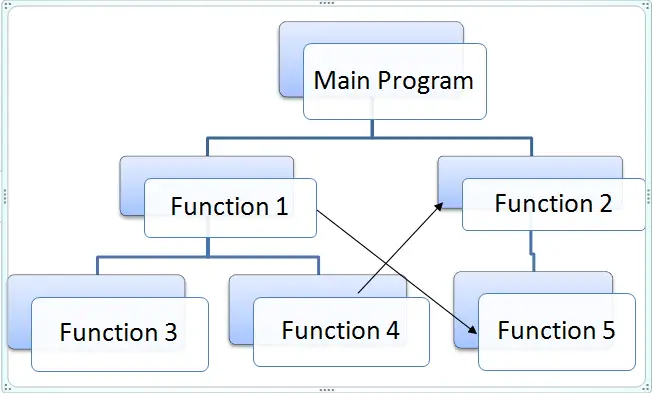 Main Program
Function 1
Function 2
Function 3
Function 4
Function 5